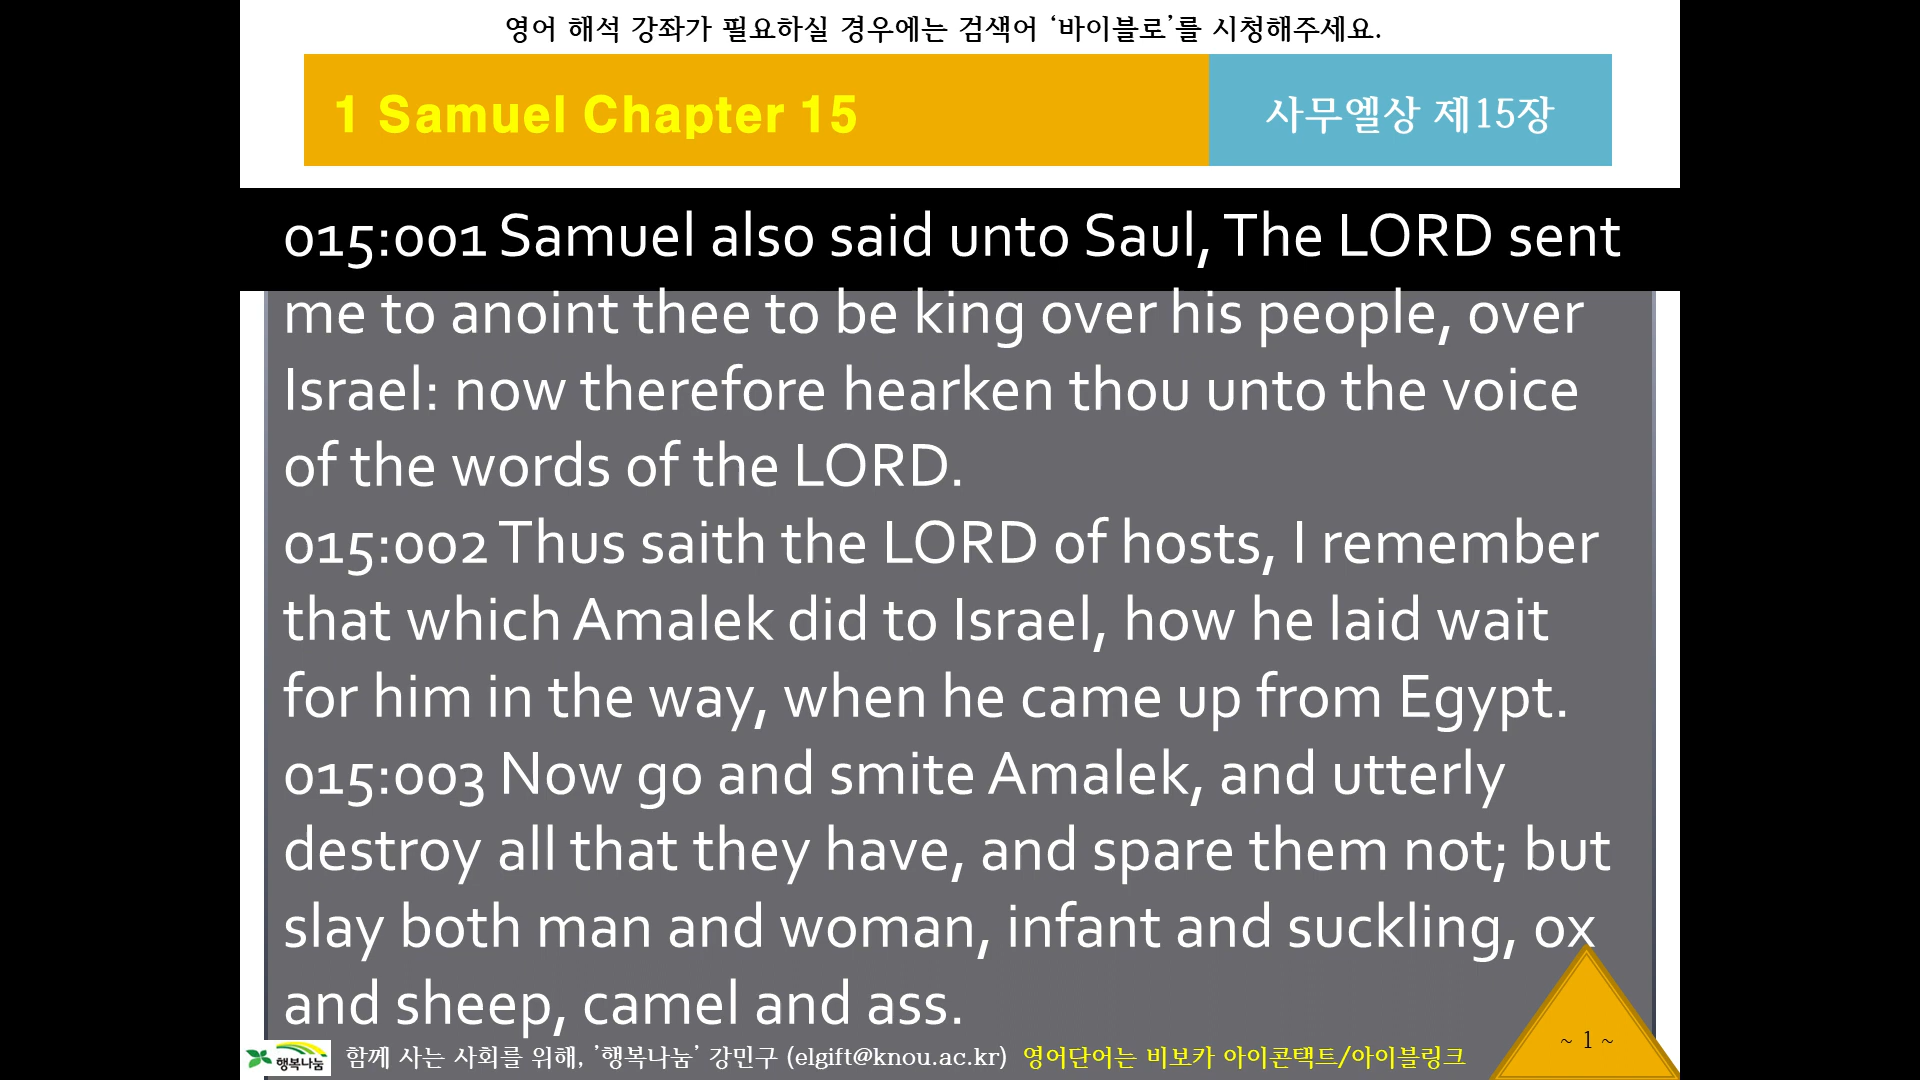 영어 해석 강좌가 필요하실 경우에는 검색어 ‘바이블로’를 시청해주세요.
1 Samuel Chapter 15
사무엘상 제15장
015:001 Samuel also said unto Saul, The LORD sent
me to anoint thee to be king over his people, over
Israel: now therefore hearken thou unto the voice
of the words of the LORD.
015:002 Thus saith the LORD of hosts, I remember
that which Amalek did to Israel, how he laid wait
for him in the way, when he came up from Egypt.
015:003 Now go and smite Amalek, and utterly
destroy all that they have, and spare them not; but
slay both man and woman, infant and suckling, ox
and sheep, camel and ass.
~ 1 ~
행복나눔 함께 사는 사회를 위해, ’행복나눔’ 강민구 (elgift@knou.ac.kr) 영어단어는 비보카 아이콘택트/아이블링크